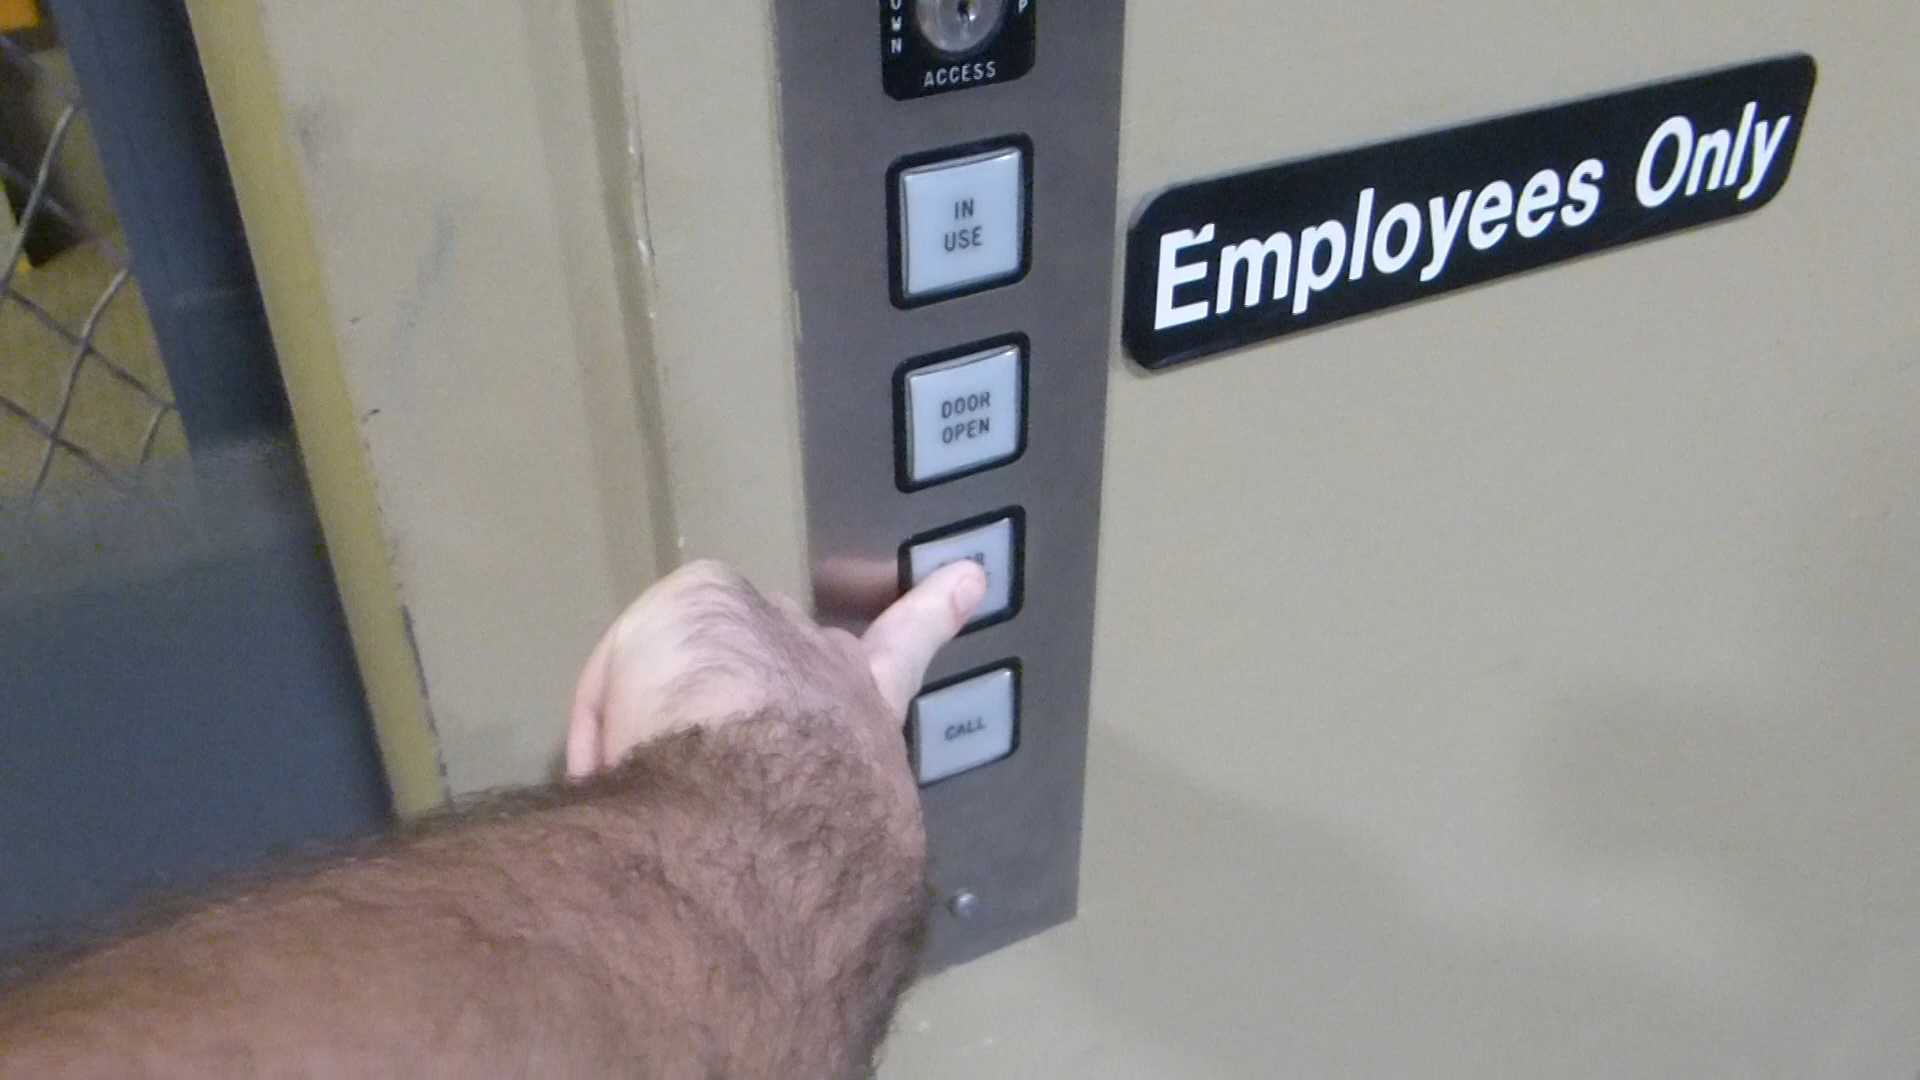 ACCESS
IN
USE
DOOR
OPEN
CALL
Employees Only